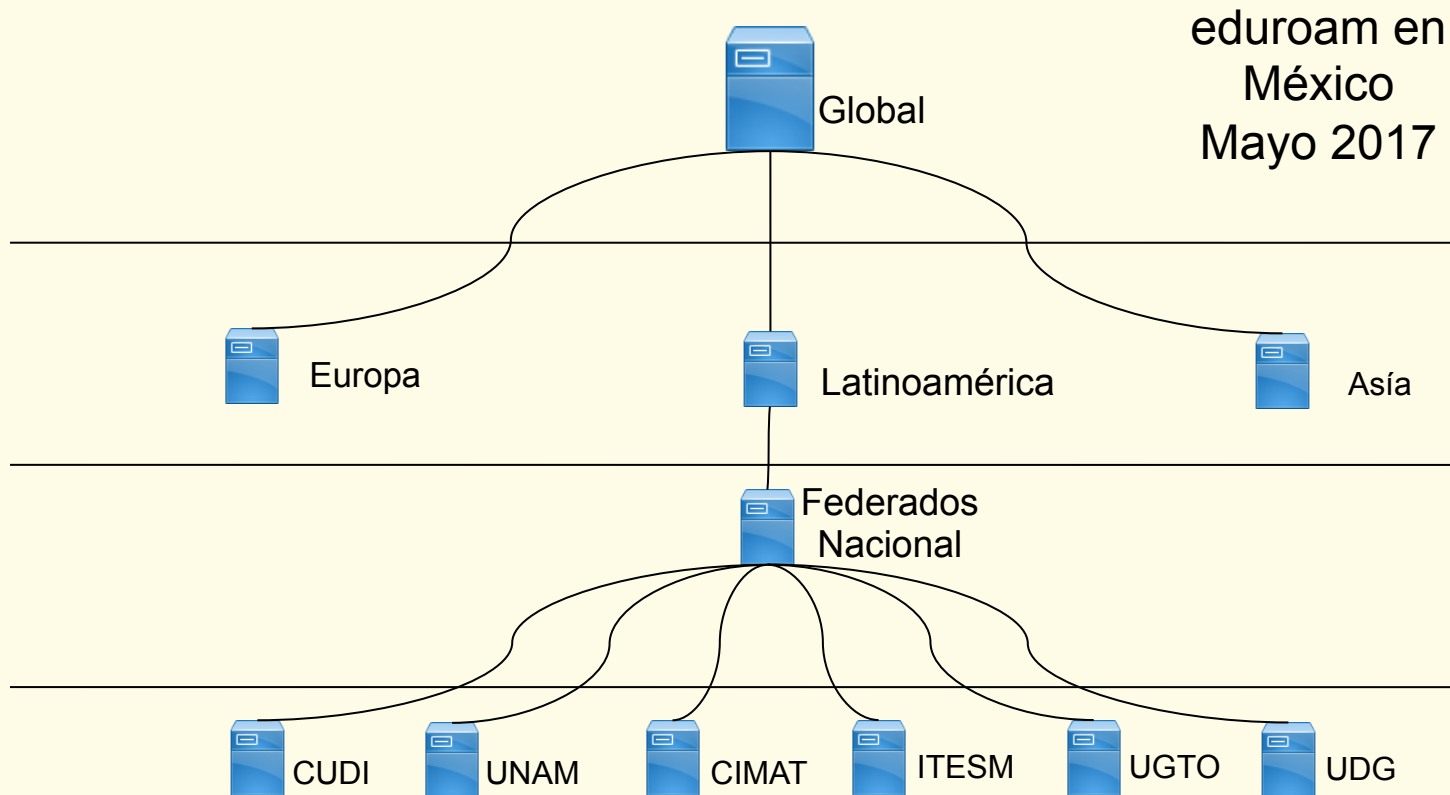 eduroam en
México
Mayo 2017
Global
Europa
Latinoamérica
Asía
Federados
Nacional
CUDI
UNAM
CIMAT
ITESM
UGTO
UDG